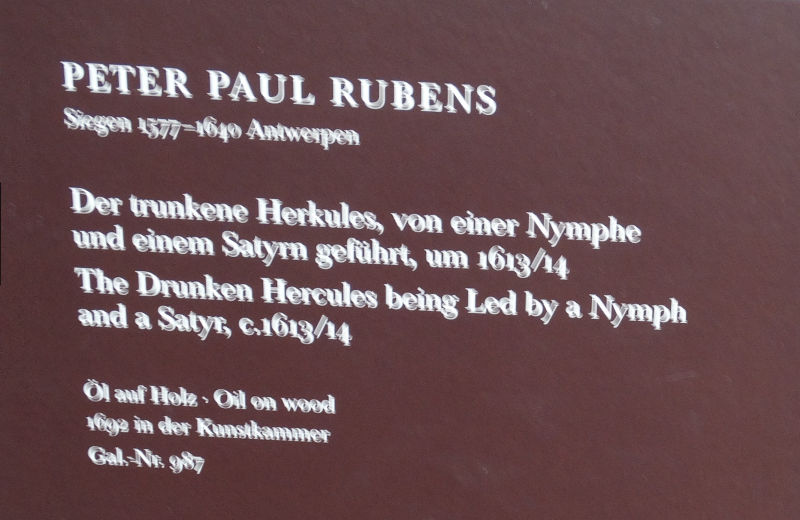 PETER PAUL RUBENS
Siegen 1577–1640 Antwerpen
Der trunkene Herkules, von einer Nymphe
und einem Satyrn geführt, um 1613/14
The Drunken Hercules being Led by a Nymph
and a Satyr, c.1613/14
Öl auf Holz · Oil on wood
1692 in der Kunstkammer
Gal.-Nr. 987